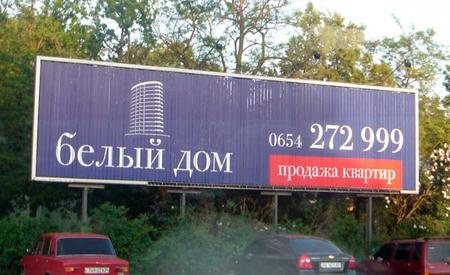 белый дом
0654 272 999
продажа квартир